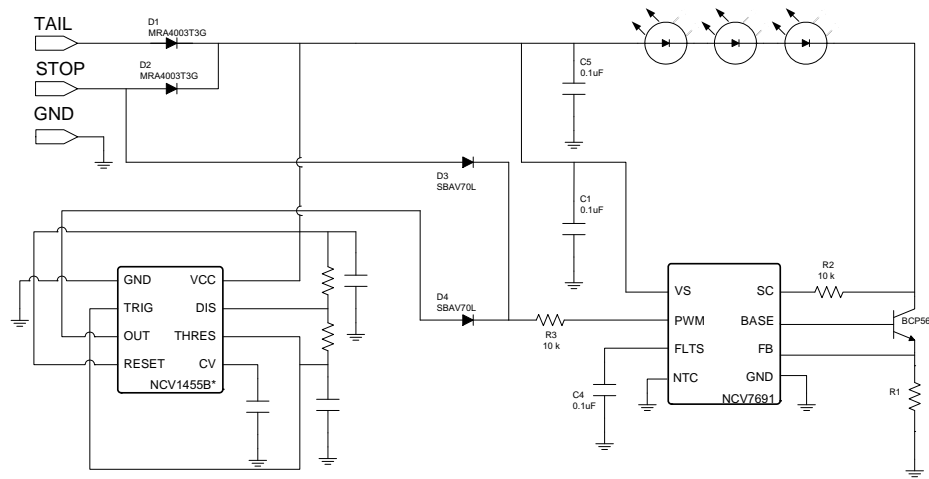 TAIL
D1
MRA4003T3G
STOP
D2
MRA4003T3G
GND
C5
0.1uF
D3
SBAV70L
C1
0.1uF
D4
SBAV70L
R3
10 k
GND VCC
TRIG DIS
OUT THRES
RESET CV
NCV1455B*
R2
10 k
VS SC
PWM BASE
FLTS FB
NTC GND
NCV7691
BCP56
C4
0.1uF
R1